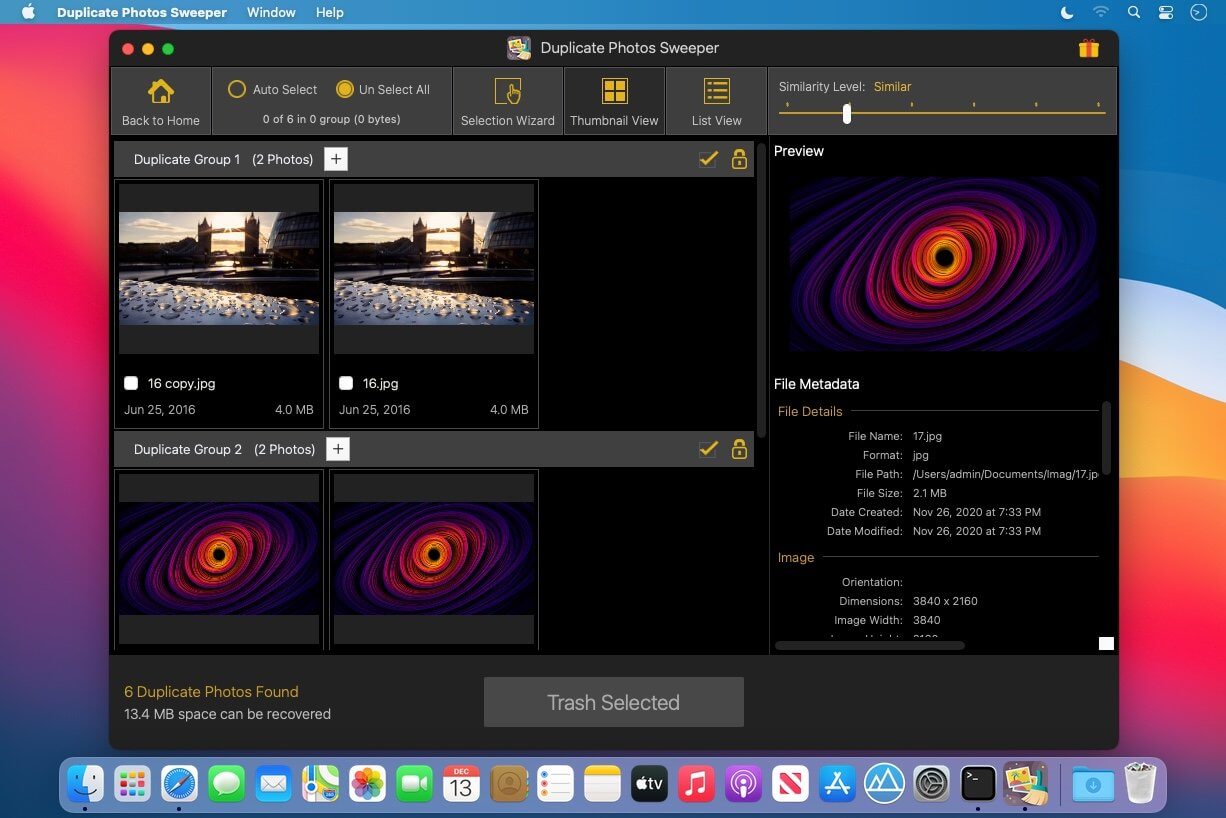 Duplicate Photos Sweeper Window Help
Duplicate Photos Sweeper
Back to Home
Auto Select Un Select All
0 of 6 in 0 group (0 bytes)
Selection Wizard
Thumbnail View
List View
Similarity Level: Similar
Duplicate Group 1 (2 Photos) +
16 copy.jpg
Jun 25, 2016 4.0 MB
16.jpg
Jun 25, 2016 4.0 MB
Duplicate Group 2 (2 Photos) +
Preview
File Metadata
File Details
File Name: 17.jpg
Format: jpg
File Path: /Users/admin/Documents/Imag/17.jp
File Size: 2.1 MB
Date Created: Nov 26, 2020 at 7:33 PM
Date Modified: Nov 26, 2020 at 7:33 PM
Image
Orientation:
Dimensions: 3840 x 2160
Image Width: 3840
6 Duplicate Photos Found
13.4 MB space can be recovered
Trash Selected
DEC
13
tv